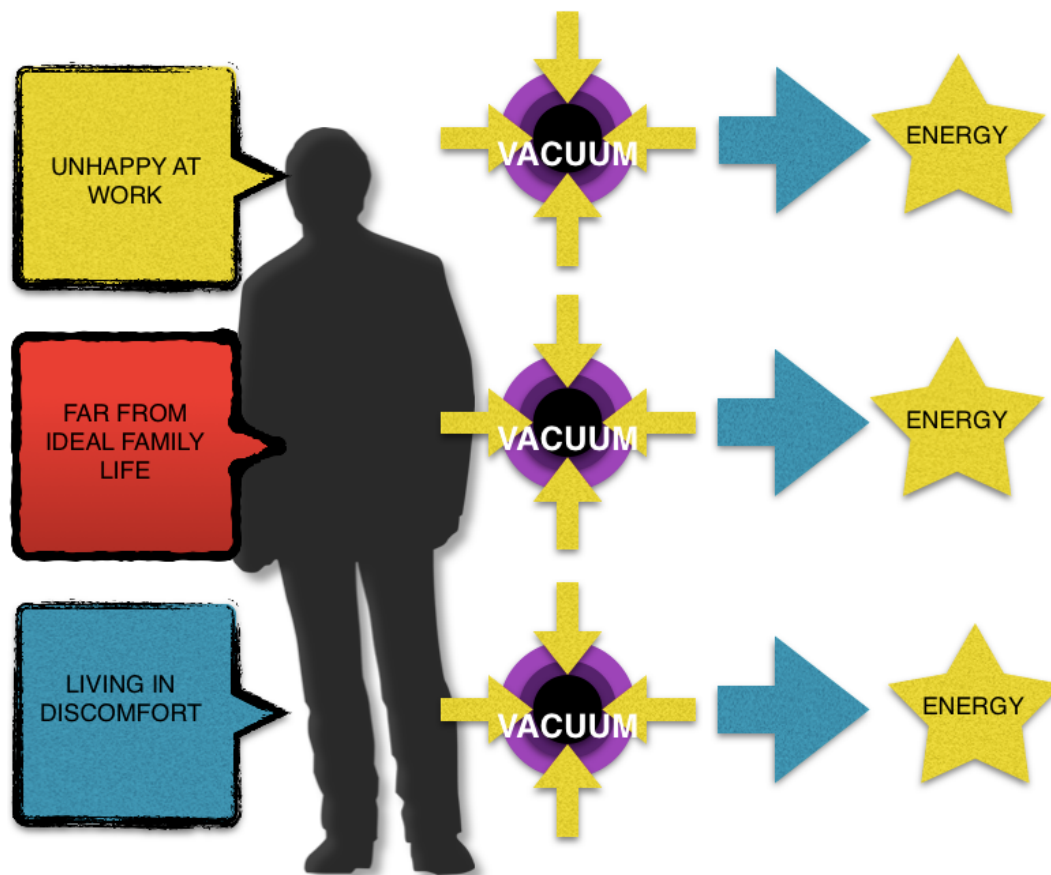 UNHAPPY AT
WORK
VACUUM
ENERGY
FAR FROM
IDEAL FAMILY
LIFE
VACUUM
ENERGY
LIVING IN
DISCOMFORT
VACUUM
ENERGY